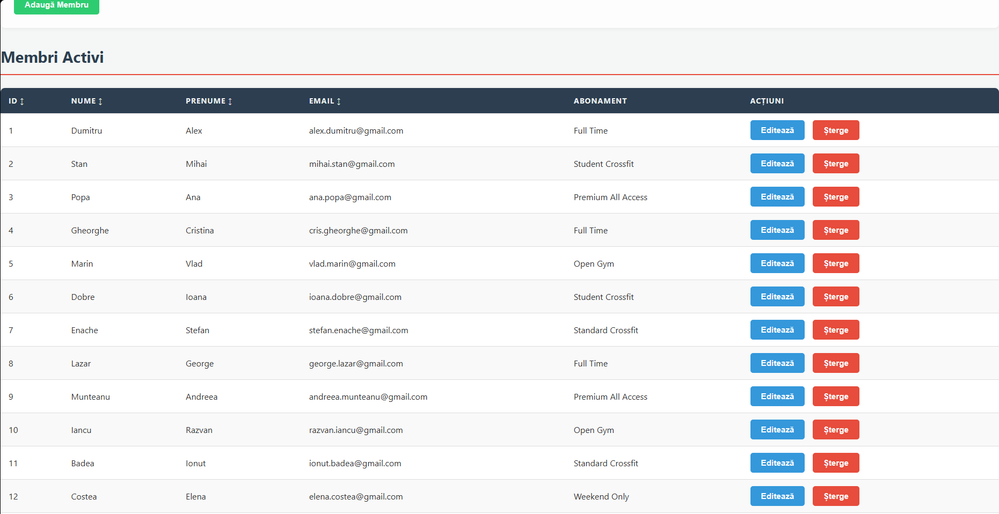 Adaugă Membru
Membri Activi
ID ↕ NUME ↕ PRENUME ↕ EMAIL ↕ ABONAMENT ACȚIUNI
1 Dumitru Alex alex.dumitru@gmail.com Full Time Editează Șterge
2 Stan Mihai mihai.stan@gmail.com Student Crossfit Editează Șterge
3 Popa Ana ana.popa@gmail.com Premium All Access Editează Șterge
4 Gheorghe Cristina cris.gheorghe@gmail.com Full Time Editează Șterge
5 Marin Vlad vlad.marin@gmail.com Open Gym Editează Șterge
6 Dobre Ioana ioana.dobre@gmail.com Student Crossfit Editează Șterge
7 Enache Stefan stefan.enache@gmail.com Standard Crossfit Editează Șterge
8 Lazar George george.lazar@gmail.com Full Time Editează Șterge
9 Munteanu Andreea andreea.munteanu@gmail.com Premium All Access Editează Șterge
10 Iancu Razvan razvan.iancu@gmail.com Open Gym Editează Șterge
11 Badea Ionut ionut.badea@gmail.com Standard Crossfit Editează Șterge
12 Costea Elena elena.costea@gmail.com Weekend Only Editează Șterge